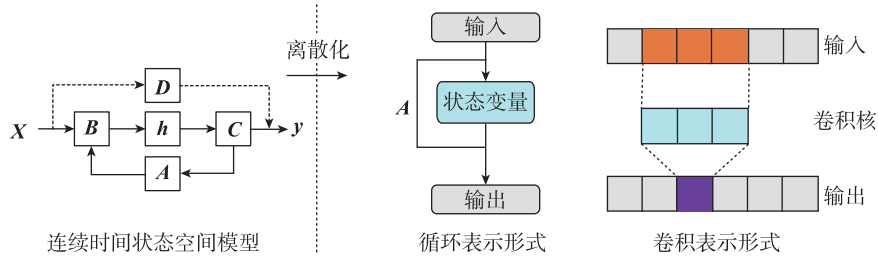 离散化
X
B
D
h
A
C
y
连续时间状态空间模型
输入
A
状态变量
输出
循环表示形式
输入
卷积核
输出
卷积表示形式